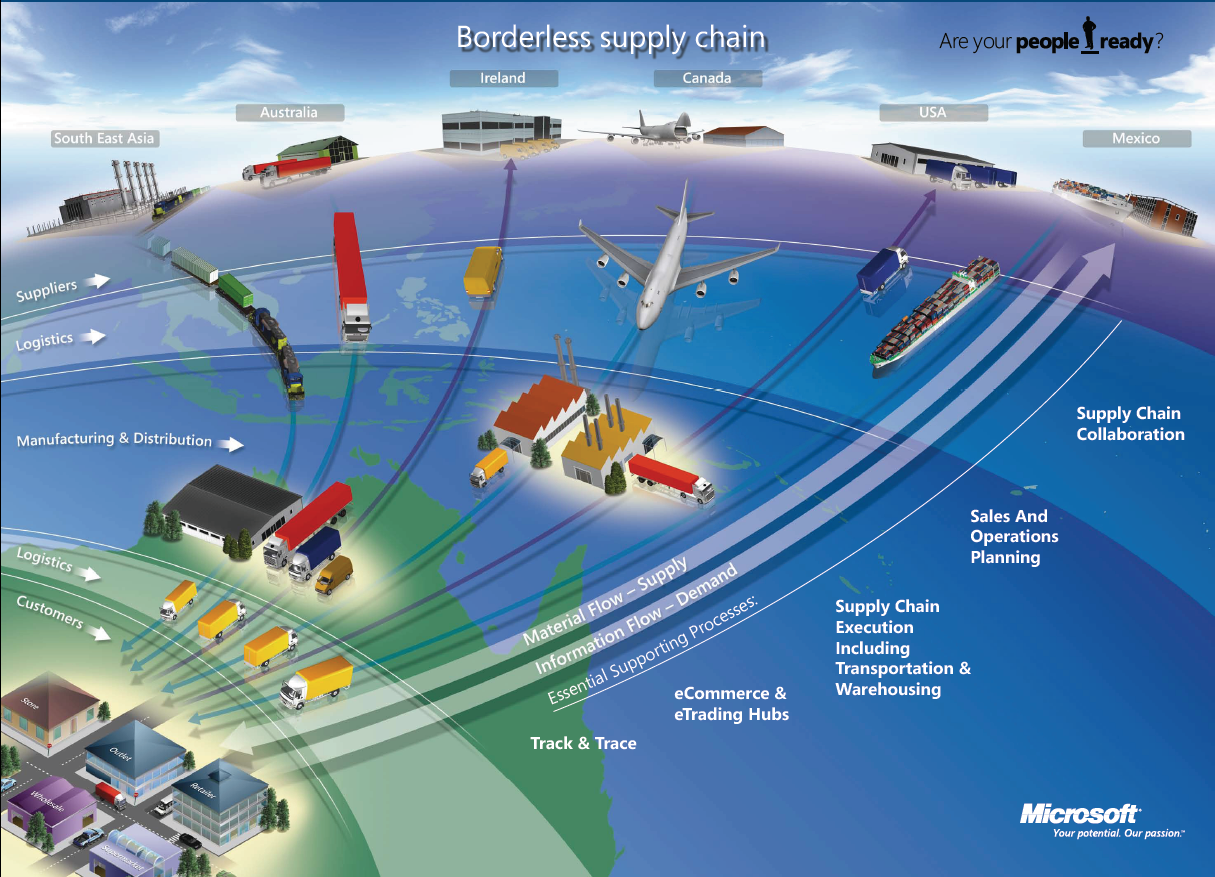 Borderless supply chain
Are your people ready?
Ireland
Canada
Australia
USA
South East Asia
Mexico
Suppliers
Logistics
Manufacturing & Distribution
Logistics
Customers
Supply Chain
Collaboration
Sales And
Operations
Planning
Supply Chain
Execution
Including
Transportation &
Warehousing
eCommerce &
eTrading Hubs
Track & Trace
Material Flow – Supply
Information Flow – Demand
Essential Supporting Processes:
Store
Outlet
Retailer
Wholesale
Supermarket
Microsoft®
Your potential. Our passion.™